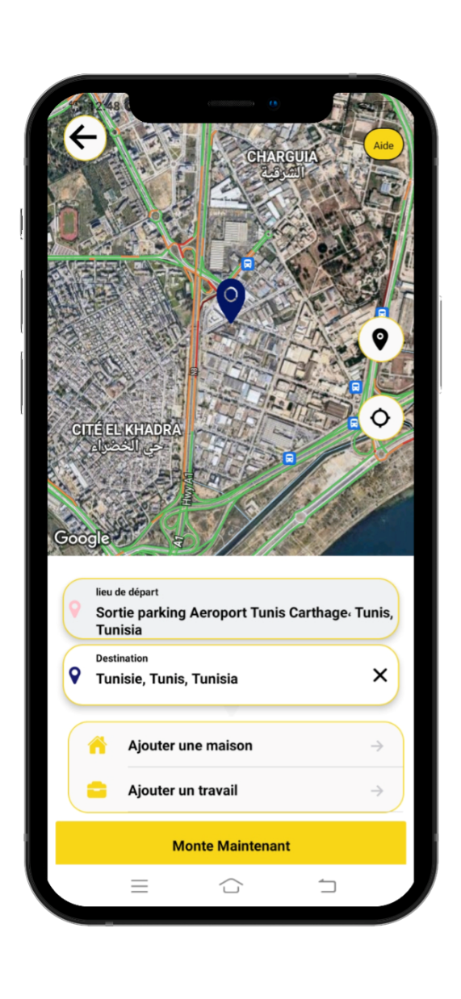 12:48
Aide
CHARGUIA
الشرقية
CITÉ EL KHADRA
حي الخضراء
Hwy A1
A1
Google
lieu de départ
Sortie parking Aeroport Tunis Carthage، Tunis,
Tunisia
Destination
Tunisie, Tunis, Tunisia
Ajouter une maison
Ajouter un travail
Monte Maintenant